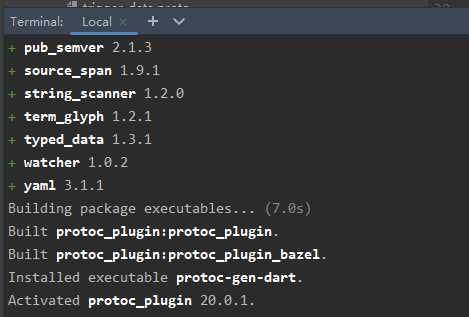 Terminal: Local × +
+ pub_semver 2.1.3
+ source_span 1.9.1
+ string_scanner 1.2.0
+ term_glyph 1.2.1
+ typed_data 1.3.1
+ watcher 1.0.2
+ yaml 3.1.1
Building package executables... (7.0s)
Built protoc_plugin:protoc_plugin.
Built protoc_plugin:protoc_plugin_bazel.
Installed executable protoc-gen-dart.
Activated protoc_plugin 20.0.1.